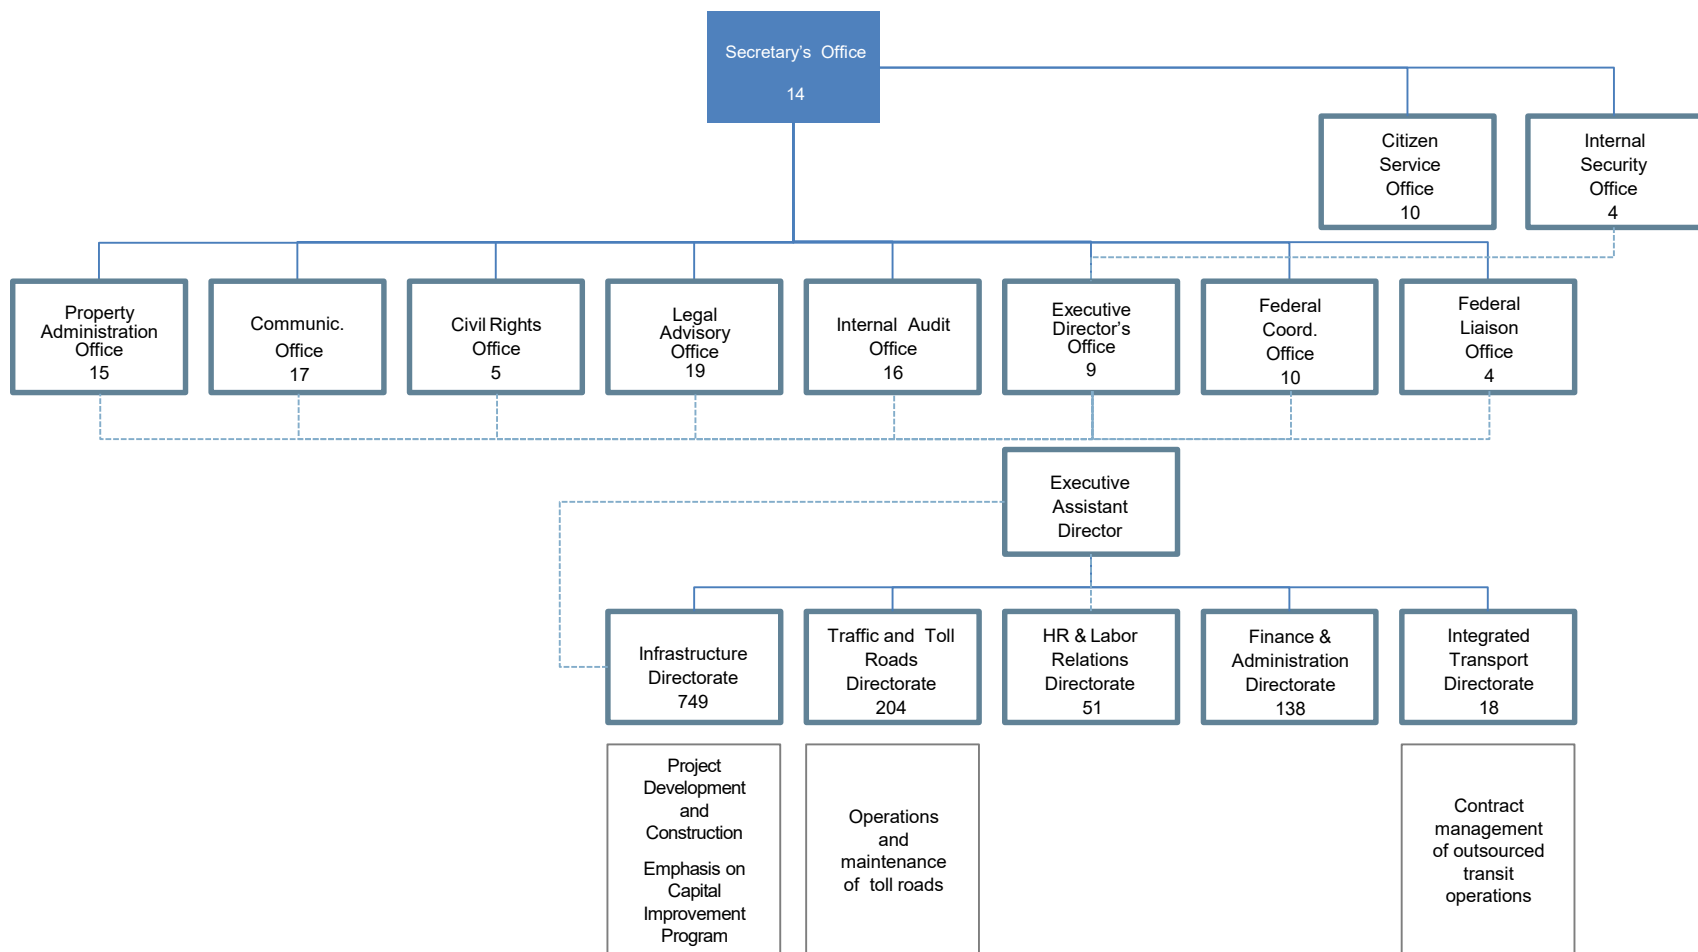 Secretary's Office
14
Citizen
Service
Office
10
Internal
Security
Office
4
Property
Administration
Office
15
Communic.
Office
17
Civil Rights
Office
5
Legal
Advisory
Office
19
Internal Audit
Office
16
Executive
Director's
Office
9
Federal
Coord.
Office
10
Federal
Liaison
Office
4
Executive
Assistant
Director
Infrastructure
Directorate
749
Traffic and Toll
Roads
Directorate
204
HR & Labor
Relations
Directorate
51
Finance &
Administration
Directorate
138
Integrated
Transport
Directorate
18
Project
Development
and
Construction
Emphasis on
Capital
Improvement
Program
Operations
and
maintenance
of toll roads
Contract
management
of outsourced
transit
operations